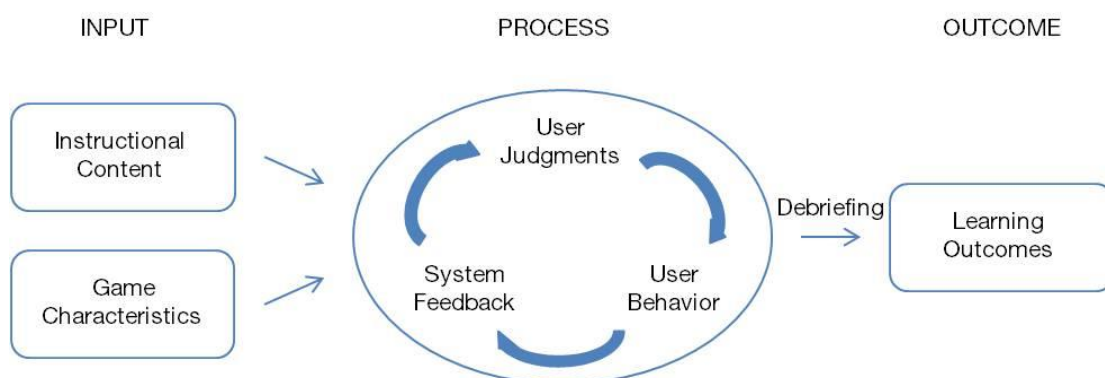 INPUT
PROCESS
OUTCOME
Instructional
Content
Game
Characteristics
User
Judgments
System
Feedback
User
Behavior
Debriefing
Learning
Outcomes